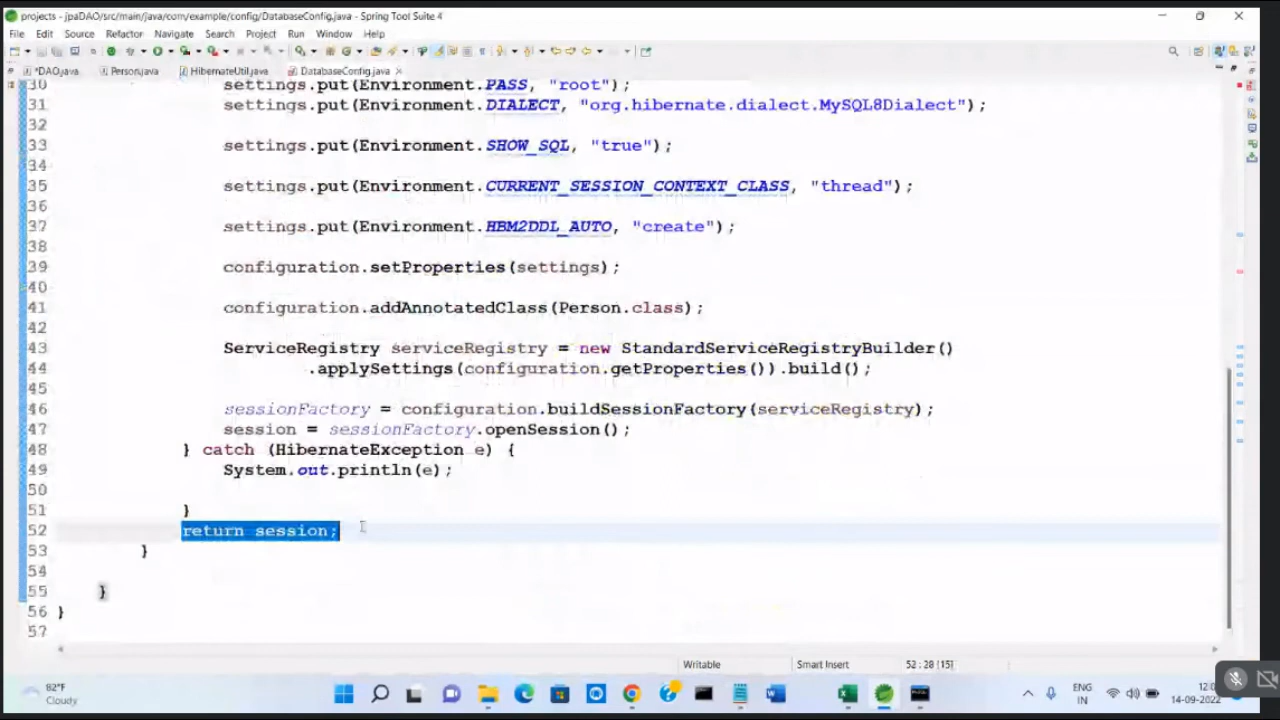 projects - jpaDAO/src/main/java/com/example/config/DatabaseConfig.java - Spring Tool Suite 4
File Edit Source Refactor Navigate Search Project Run Window Help
*DAO.java Person.java HibernateUtil.java DatabaseConfig.java
30 settings.put(Environment.PASS, "root");
31 settings.put(Environment.DIALECT, "org.hibernate.dialect.MySQL8Dialect");
32
33 settings.put(Environment.SHOW_SQL, "true");
34
35 settings.put(Environment.CURRENT_SESSION_CONTEXT_CLASS, "thread");
36
37 settings.put(Environment.HBM2DDL_AUTO, "create");
38
39 configuration.setProperties(settings);
40
41 configuration.addAnnotatedClass(Person.class);
42
43 ServiceRegistry serviceRegistry = new StandardServiceRegistryBuilder()
44 .applySettings(configuration.getProperties()).build();
45
46 sessionFactory = configuration.buildSessionFactory(serviceRegistry);
47 session = sessionFactory.openSession();
48 } catch (HibernateException e) {
49 System.out.println(e);
50
51 }
52 return session;
53 }
54
55 }
56 }
57
Writable Smart Insert 52 : 28 [15]
82°F
Cloudy
ENG
IN
14-09-2022